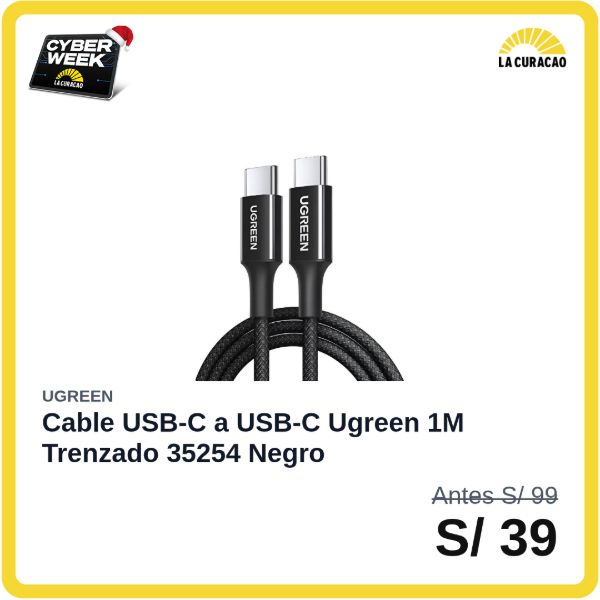 CYBER
WEEK
LA CURACAO
LA CURACAO
UGREEN
UGREEN
UGREEN
Cable USB-C a USB-C Ugreen 1M
Trenzado 35254 Negro
Antes S/ 99
S/ 39